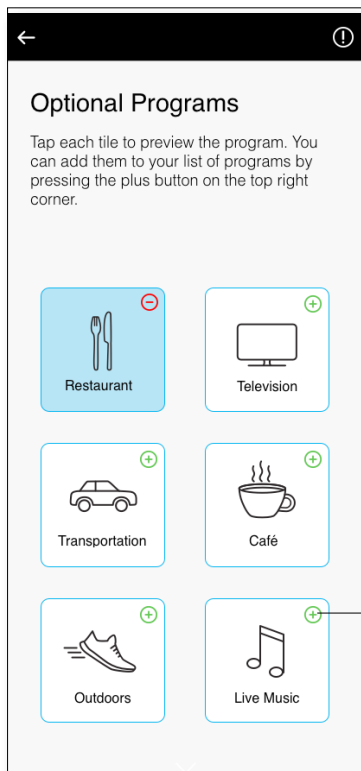 Optional Programs
Tap each tile to preview the program. You
can add them to your list of programs by
pressing the plus button on the top right
corner.
Restaurant
Television
Transportation
Café
Outdoors
Live Music